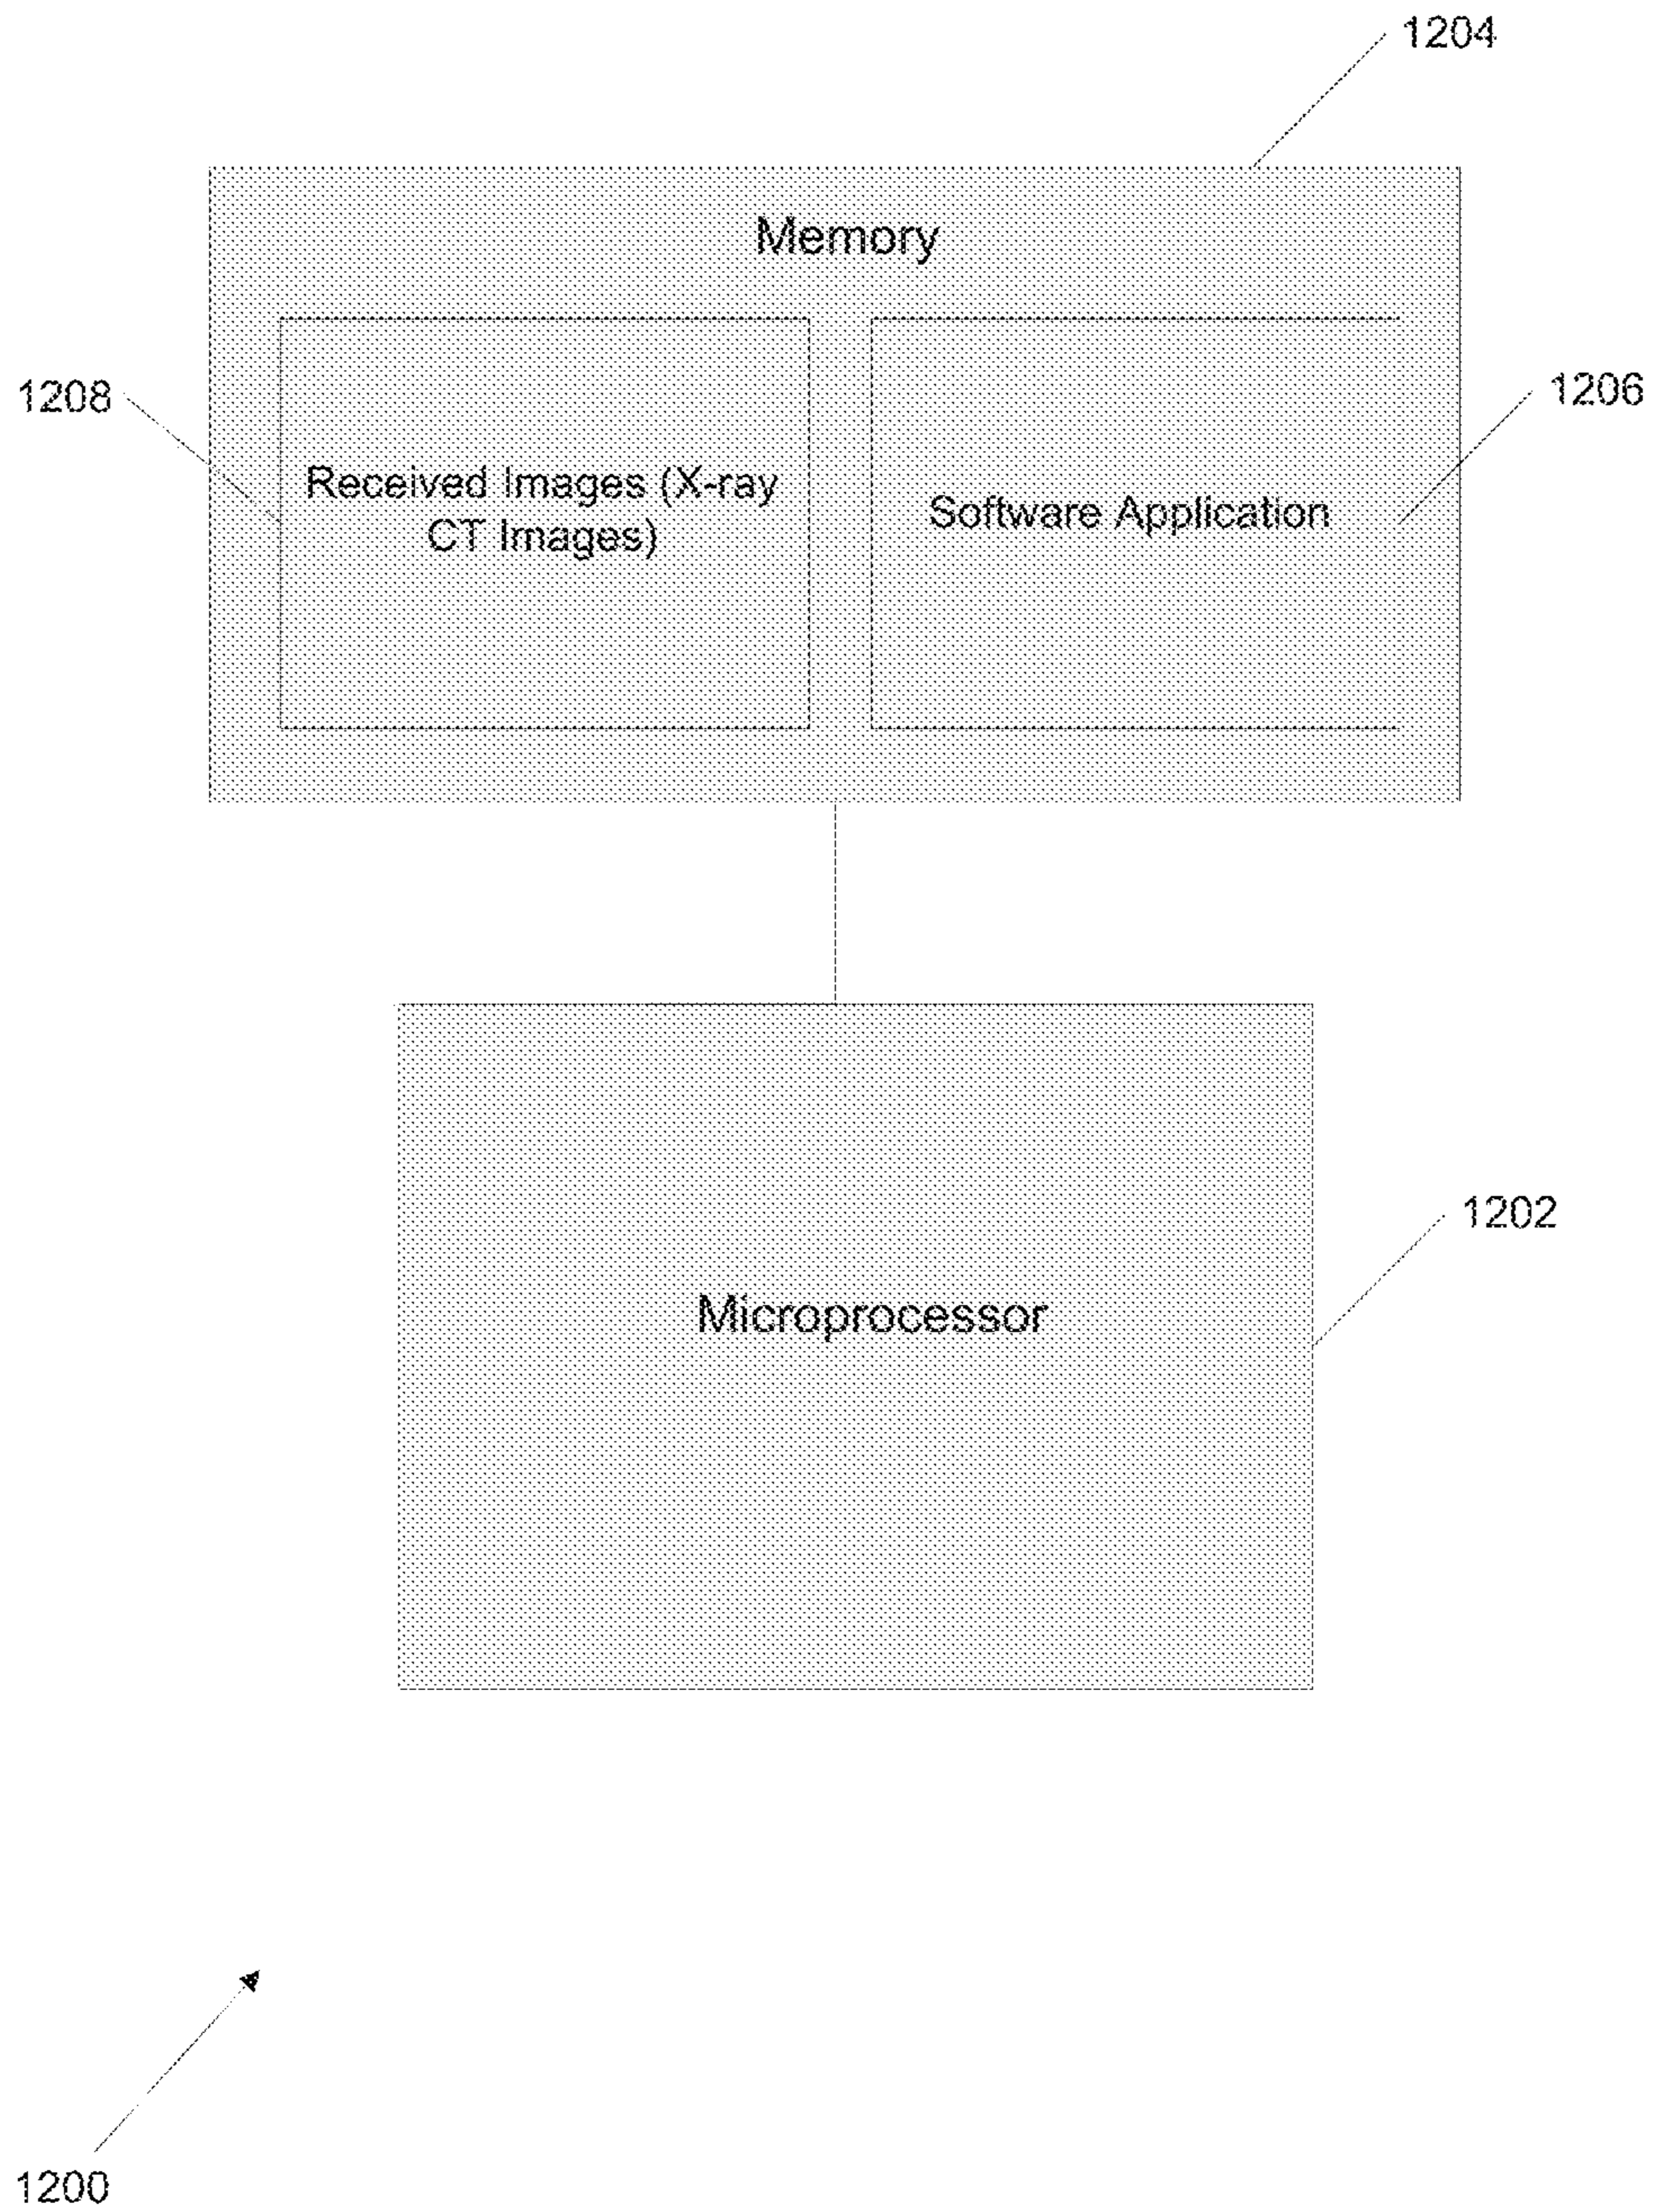 1204
Memory
1208
1206
Received Images (X-ray
CT Images)
Software Application
1202
Microprocessor
1200